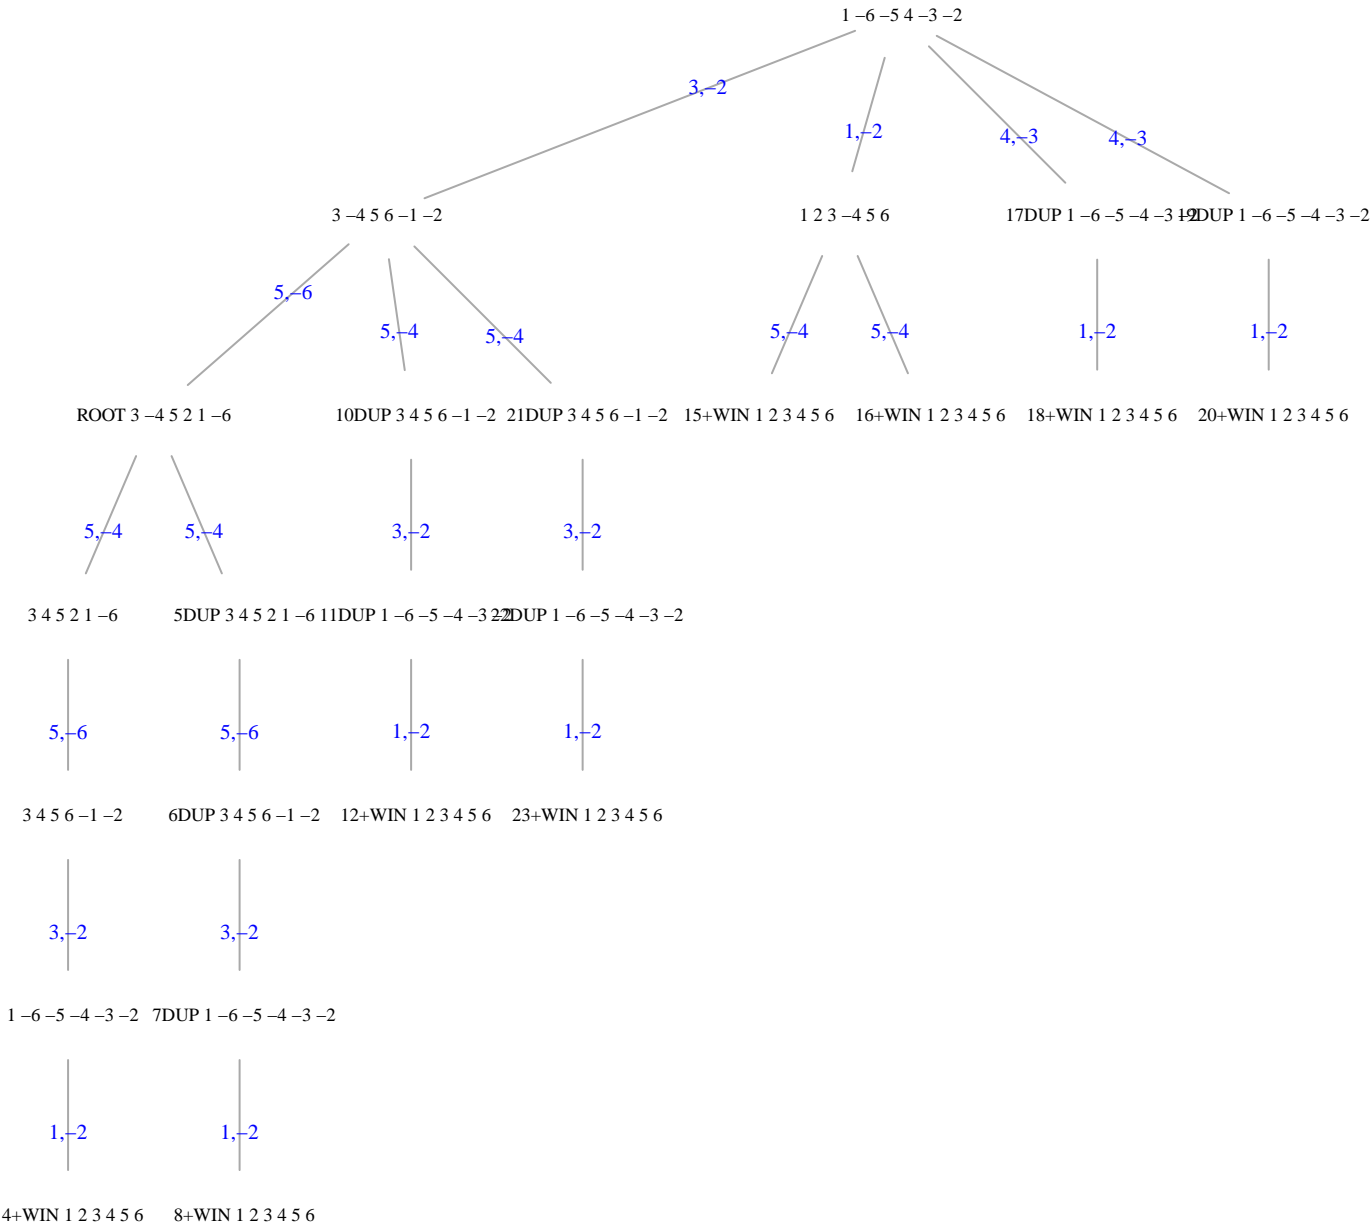 1 –6 –5 4 –3 –2
3,–2
1,–2
4,–3
4,–3
3 –4 5 6 –1 –2
1 2 3 –4 5 6
17DUP 1 –6 –5 –4 –3 –2
19DUP 1 –6 –5 –4 –3 –2
5,–6
5,–4
5,–4
5,–4
5,–4
1,–2
1,–2
ROOT 3 –4 5 2 1 –6
10DUP 3 4 5 6 –1 –2
21DUP 3 4 5 6 –1 –2
15+WIN 1 2 3 4 5 6
16+WIN 1 2 3 4 5 6
18+WIN 1 2 3 4 5 6
20+WIN 1 2 3 4 5 6
5,–4
5,–4
3,–2
3,–2
3 4 5 2 1 –6
5DUP 3 4 5 2 1 –6
11DUP 1 –6 –5 –4 –3 –2
22DUP 1 –6 –5 –4 –3 –2
5,–6
5,–6
1,–2
1,–2
3 4 5 6 –1 –2
6DUP 3 4 5 6 –1 –2
12+WIN 1 2 3 4 5 6
23+WIN 1 2 3 4 5 6
3,–2
3,–2
1 –6 –5 –4 –3 –2
7DUP 1 –6 –5 –4 –3 –2
1,–2
1,–2
4+WIN 1 2 3 4 5 6
8+WIN 1 2 3 4 5 6